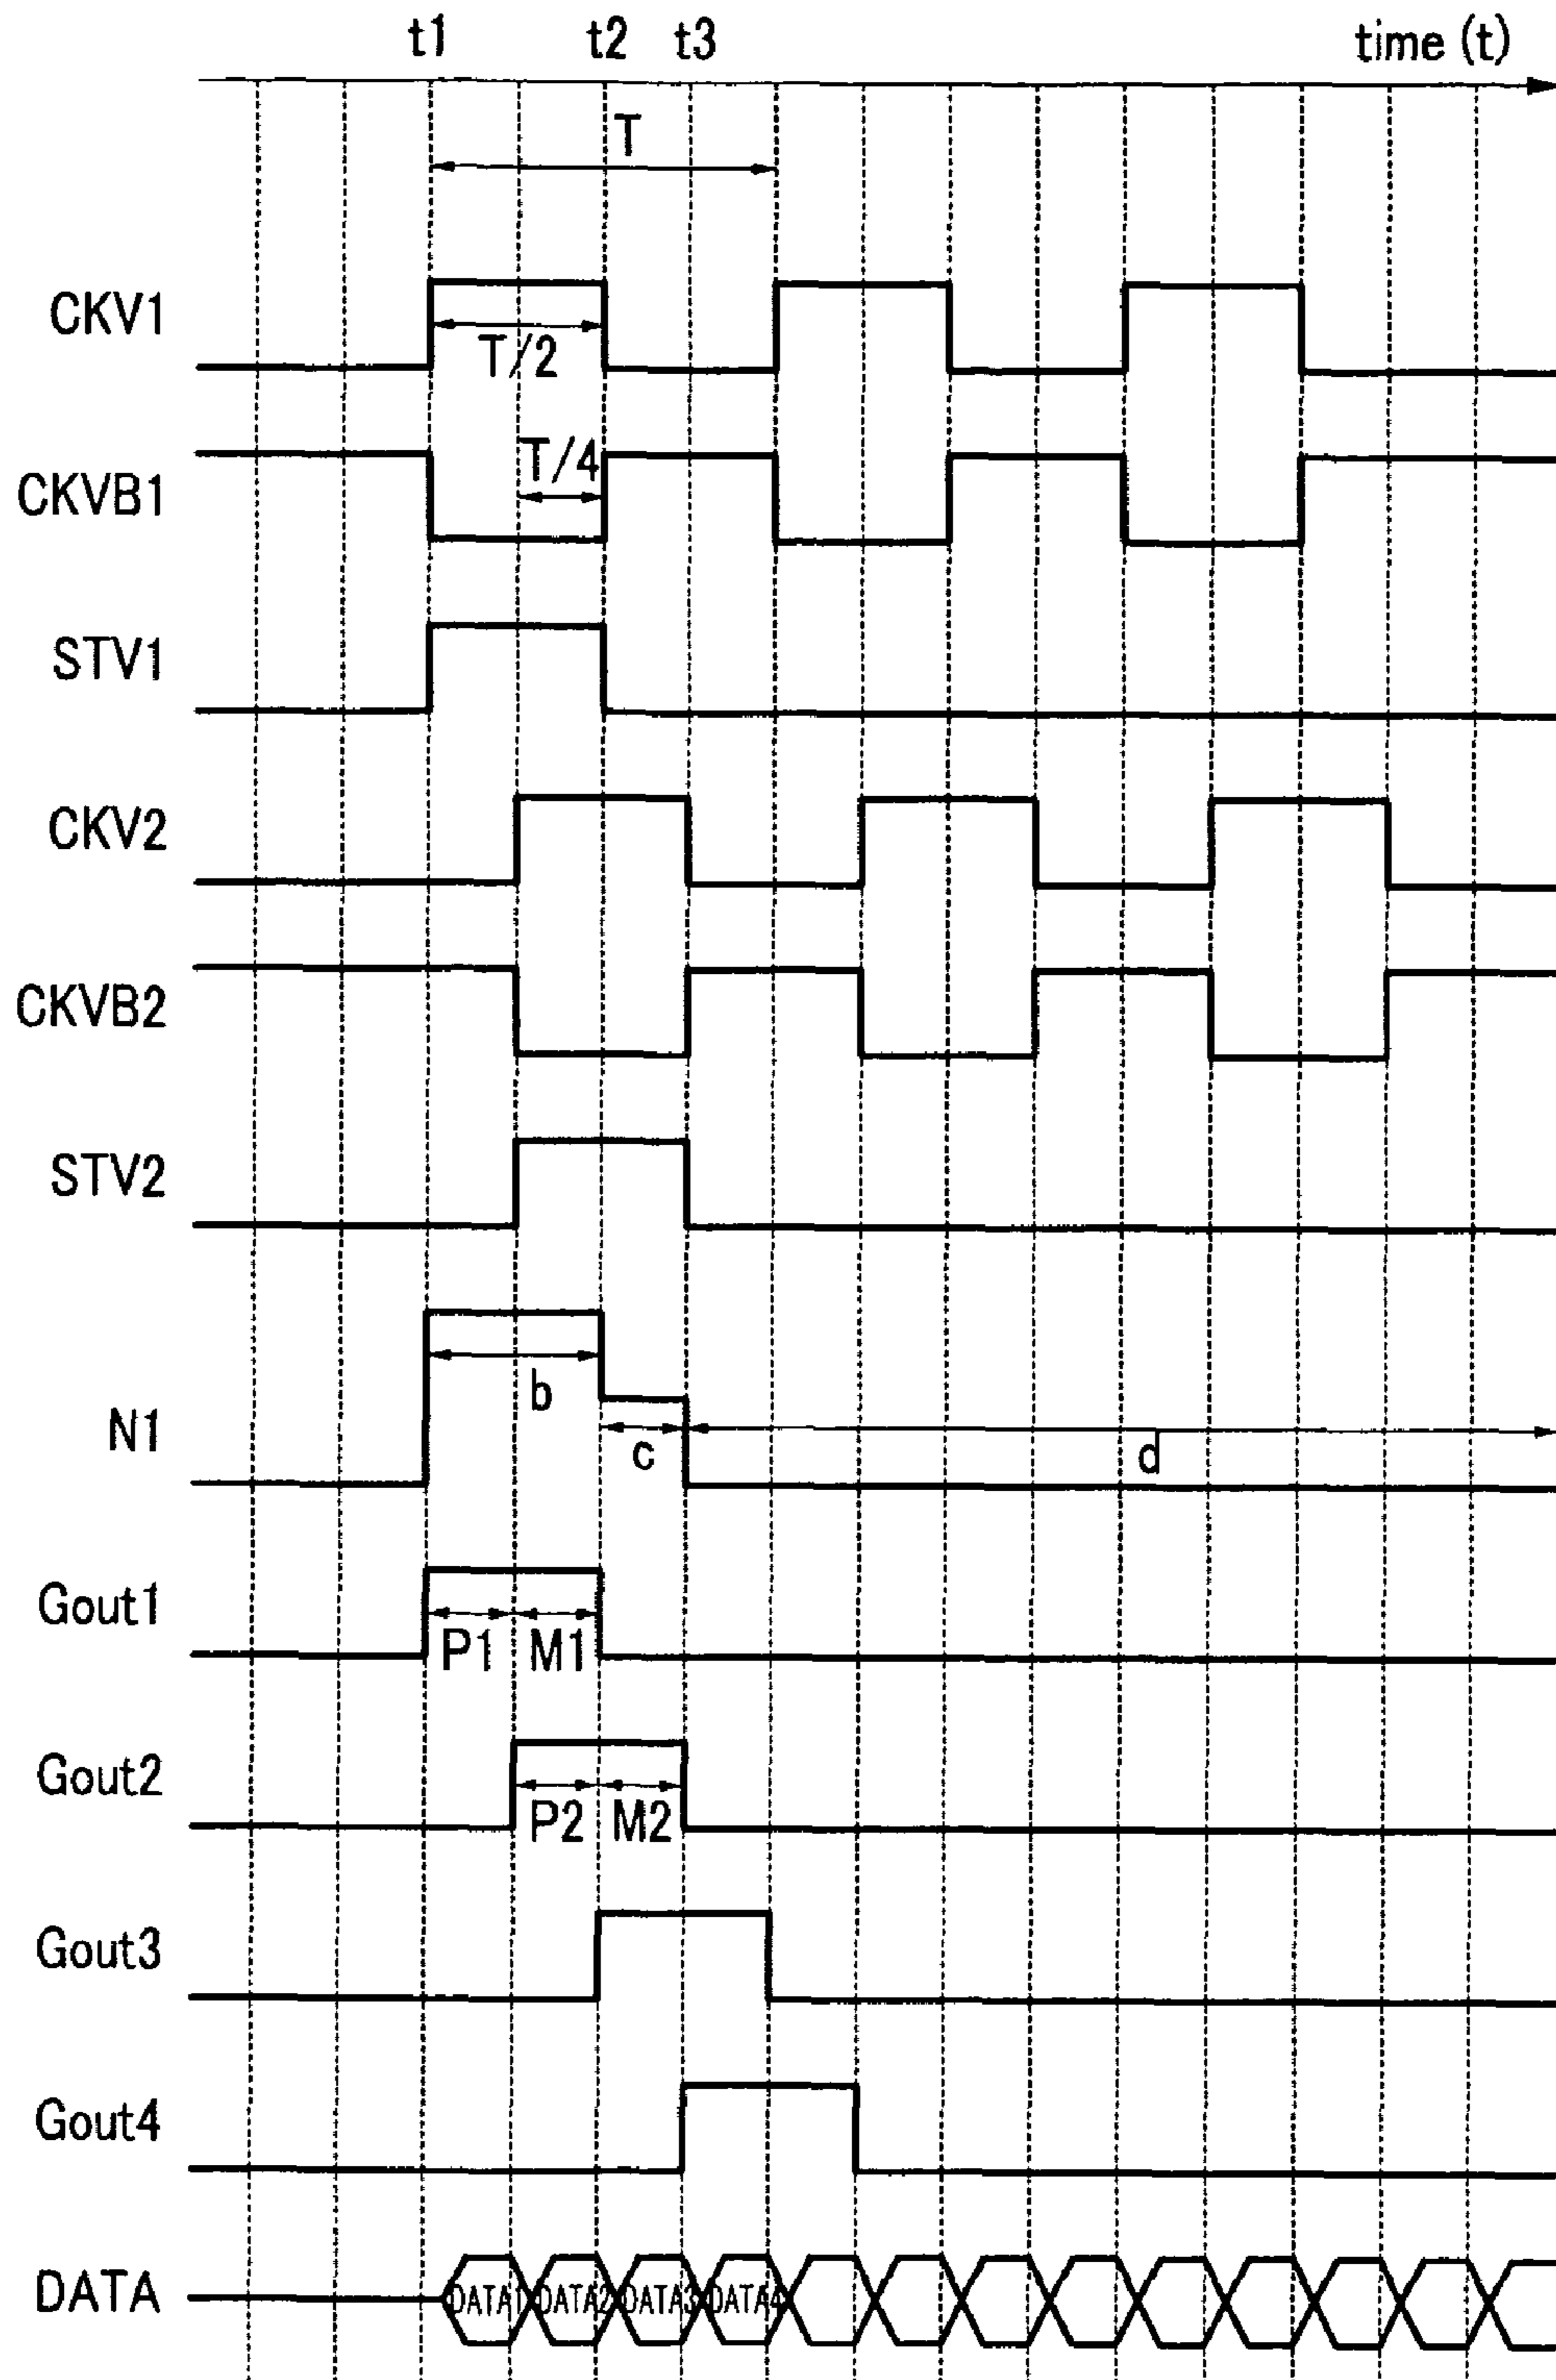 t1 t2 t3 time (t)
T
CKV1
T/2
T/4
CKVB1
STV1
CKV2
CKVB2
STV2
b
N1
c
d
Gout1
P1 M1
Gout2
P2 M2
Gout3
Gout4
DATA
DATA1 DATA2 DATA3 DATA4